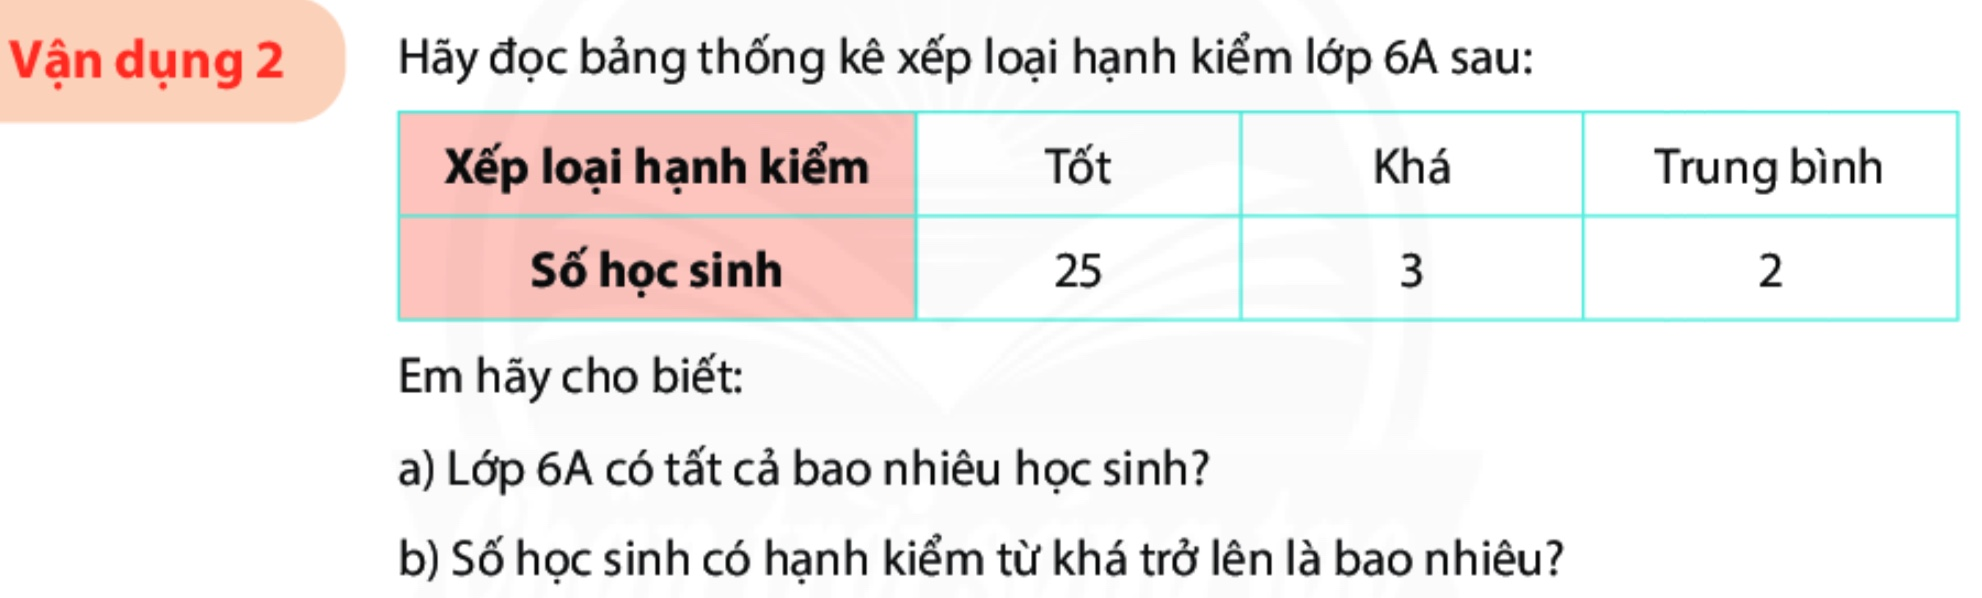 Vận dụng 2
Hãy đọc bảng thống kê xếp loại hạnh kiểm lớp 6A sau:
Xếp loại hạnh kiểm Tốt Khá Trung bình
Số học sinh 25 3 2
Em hãy cho biết:
a) Lớp 6A có tất cả bao nhiêu học sinh?
b) Số học sinh có hạnh kiểm từ khá trở lên là bao nhiêu?